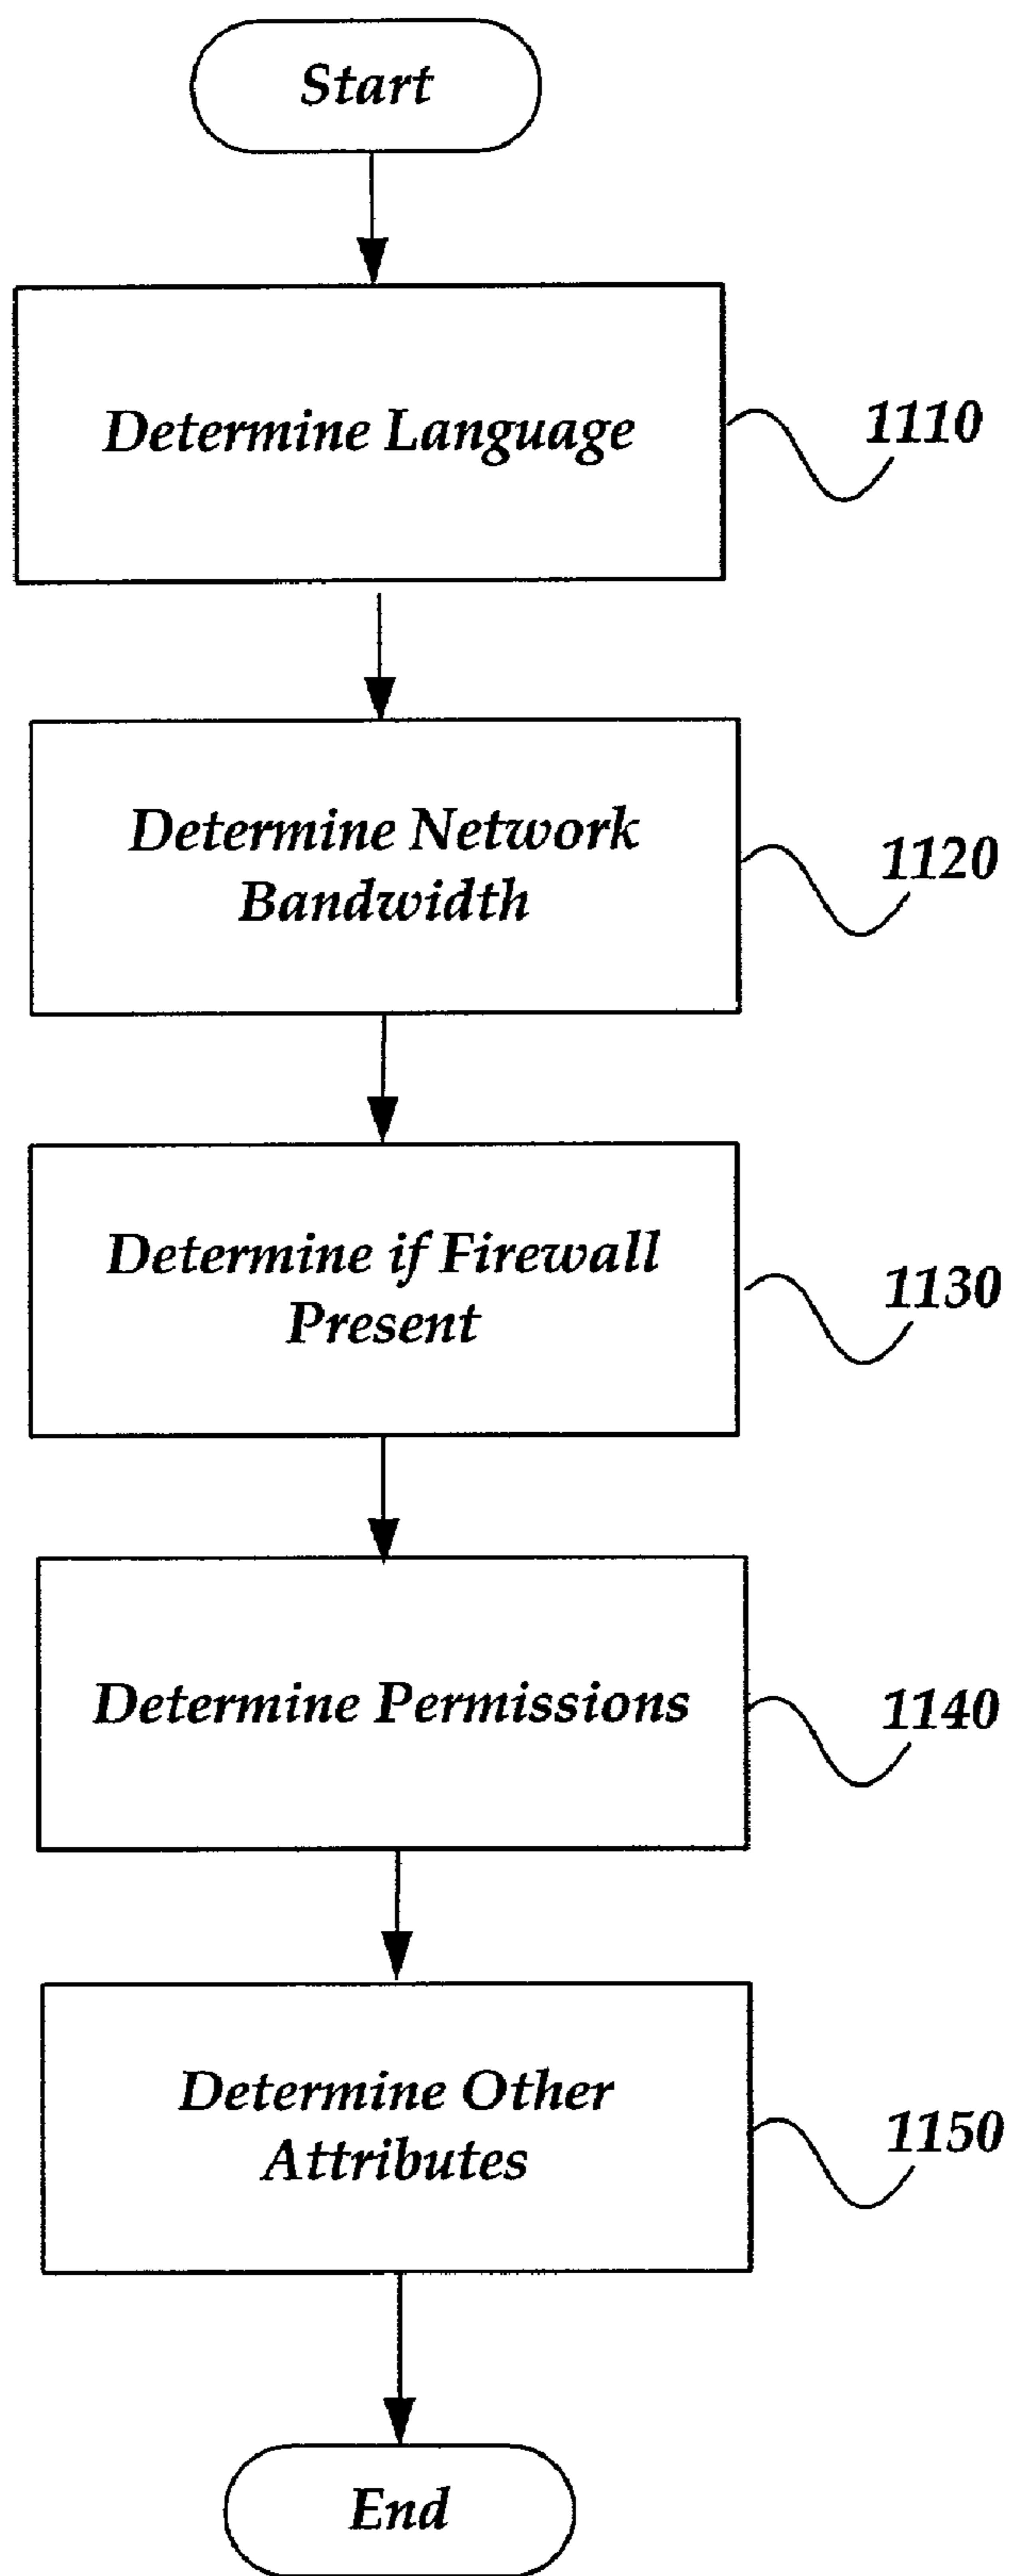 Start
Determine Language
1110
Determine Network
Bandwidth
1120
Determine if Firewall
Present
1130
Determine Permissions
1140
Determine Other
Attributes
1150
End